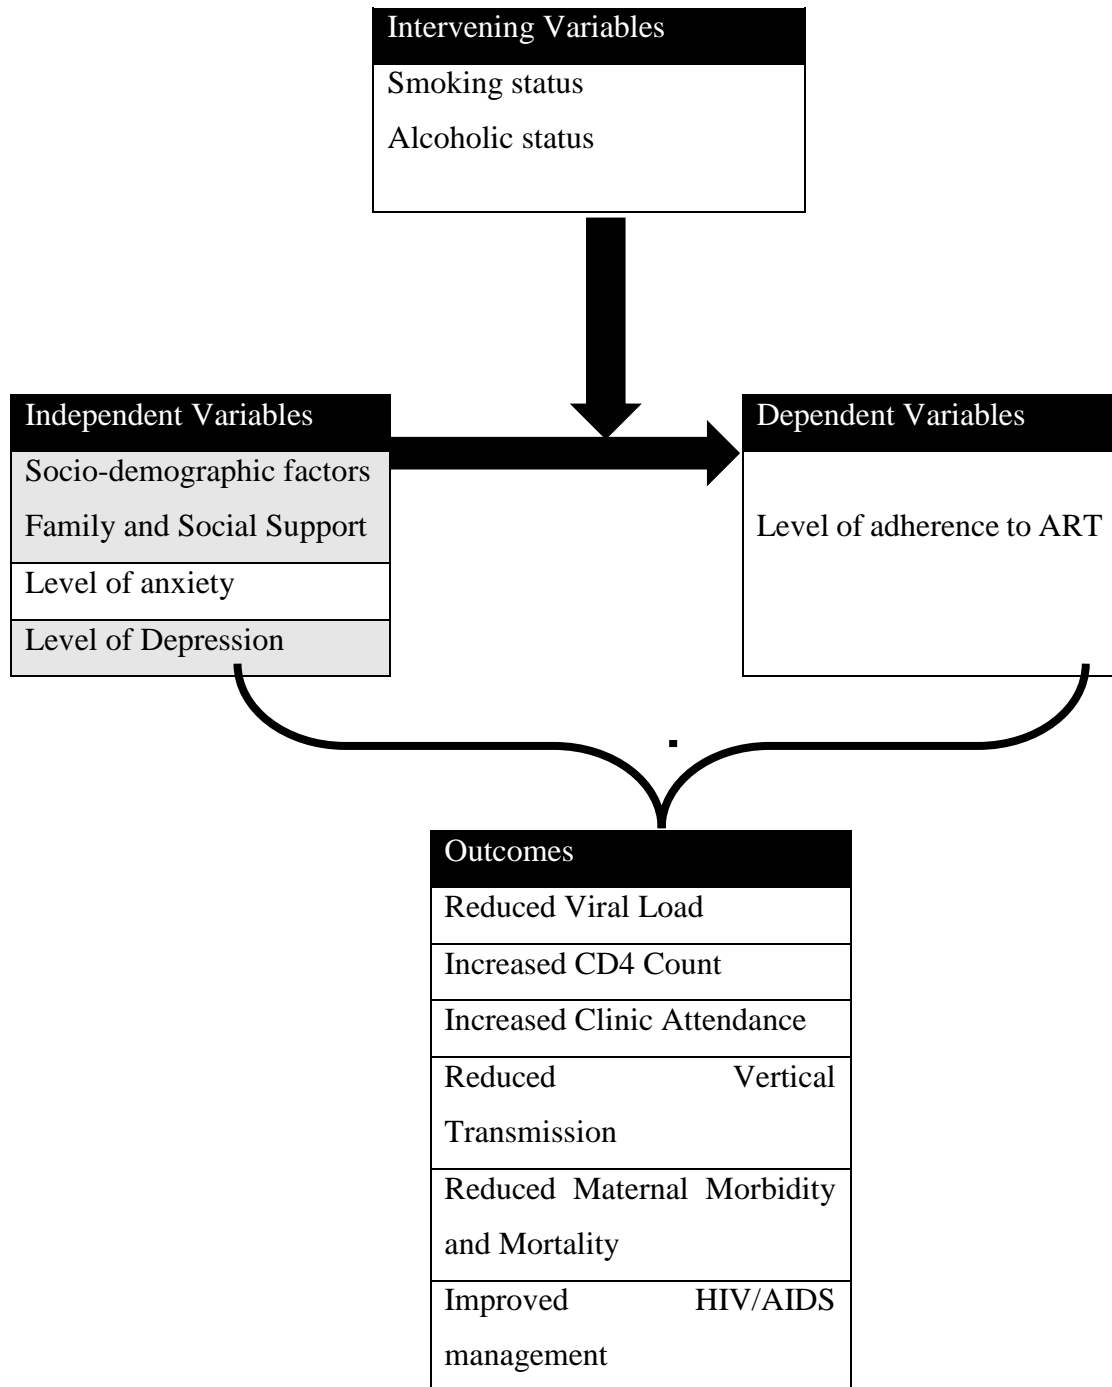 Intervening Variables
Smoking status
Alcoholic status
Independent Variables
Socio-demographic factors
Family and Social Support
Level of anxiety
Level of Depression
Dependent Variables
Level of adherence to ART
Outcomes
Reduced Viral Load
Increased CD4 Count
Increased Clinic Attendance
Reduced Vertical
Transmission
Reduced Maternal Morbidity
and Mortality
Improved HIV/AIDS
management